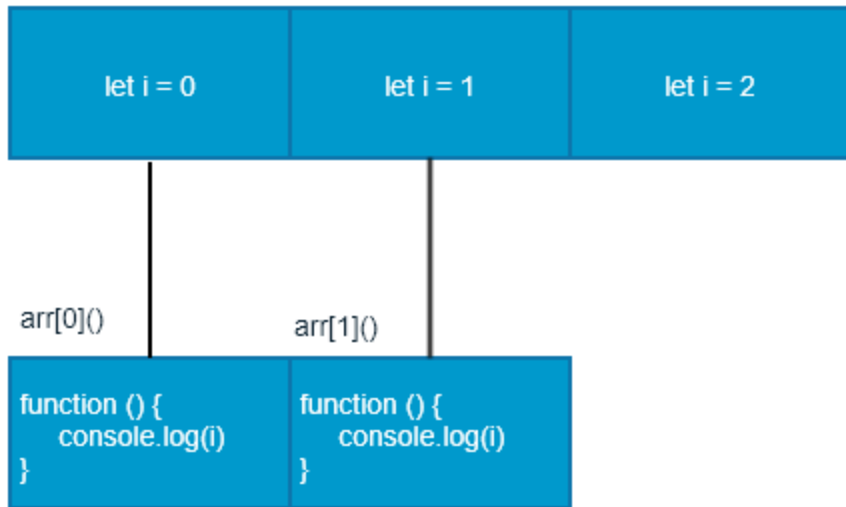 let i = 0
let i = 1
let i = 2
arr[0]()
arr[1]()
function () {
console.log(i)
}
function () {
console.log(i)
}